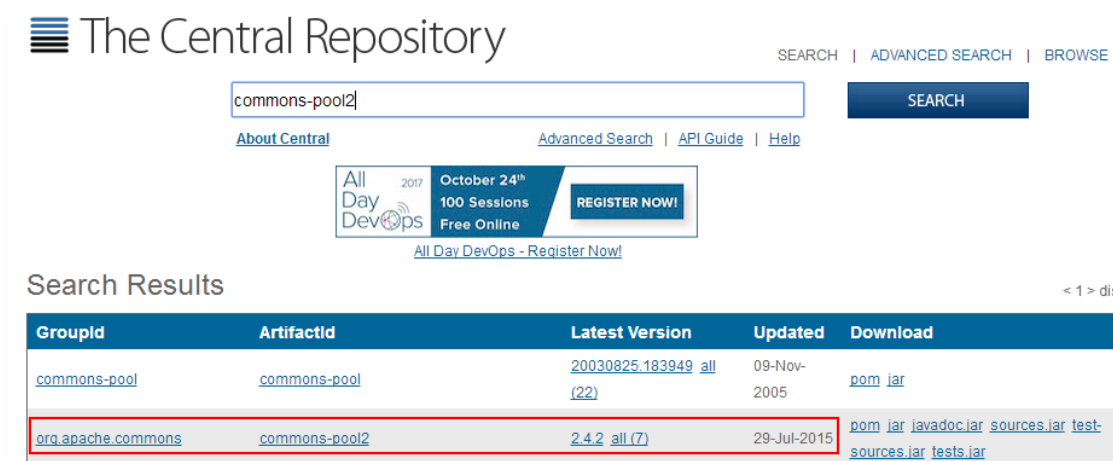 The Central Repository
SEARCH | ADVANCED SEARCH | BROWSE
commons-pool2
SEARCH
About Central
Advanced Search | API Guide | Help
All Day DevOps 2017
October 24th
100 Sessions
Free Online
REGISTER NOW!
All Day DevOps - Register Now!
Search Results
< 1 > dis
GroupId ArtifactId Latest Version Updated Download
commons-pool commons-pool 20030825.183949 all (22) 09-Nov-2005 pom jar
org.apache.commons commons-pool2 2.4.2 all (7) 29-Jul-2015 pom jar javadoc.jar sources.jar test-sources.jar tests.jar